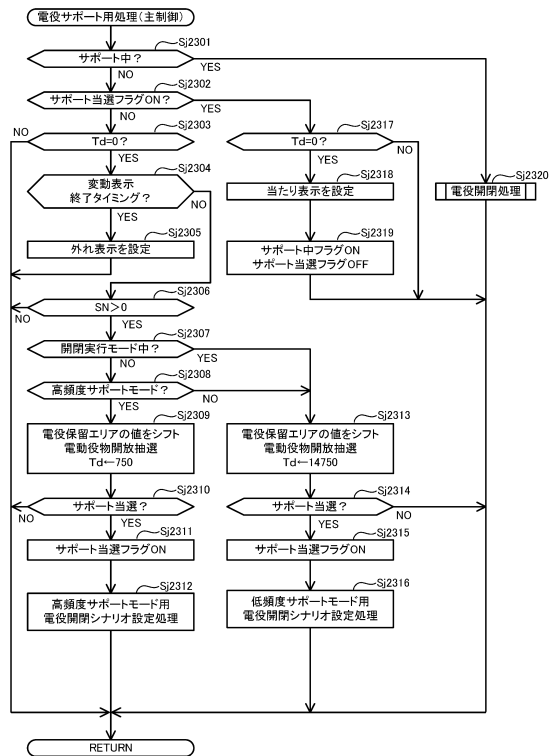 電役サポート用処理(主制御)
Sj2301
サポート中?
NO
YES
Sj2302
サポート当選フラグON?
NO
YES
Sj2303
Td=0?
NO
YES
Sj2304
変動表示
終了タイミング?
NO
YES
Sj2305
外れ表示を設定
Sj2317
Td=0?
NO
YES
Sj2318
当たり表示を設定
Sj2319
サポート中フラグON
サポート当選フラグOFF
Sj2320
電役開閉処理
Sj2306
SN>0
NO
YES
Sj2307
開閉実行モード中?
NO
YES
Sj2308
高頻度サポートモード?
YES
NO
Sj2309
電役保留エリアの値をシフト
電動役物開放抽選
Td←750
Sj2310
サポート当選?
NO
YES
Sj2311
サポート当選フラグON
Sj2312
高頻度サポートモード用
電役開閉シナリオ設定処理
Sj2313
電役保留エリアの値をシフト
電動役物開放抽選
Td←14750
Sj2314
サポート当選?
NO
YES
Sj2315
サポート当選フラグON
Sj2316
低頻度サポートモード用
電役開閉シナリオ設定処理
RETURN